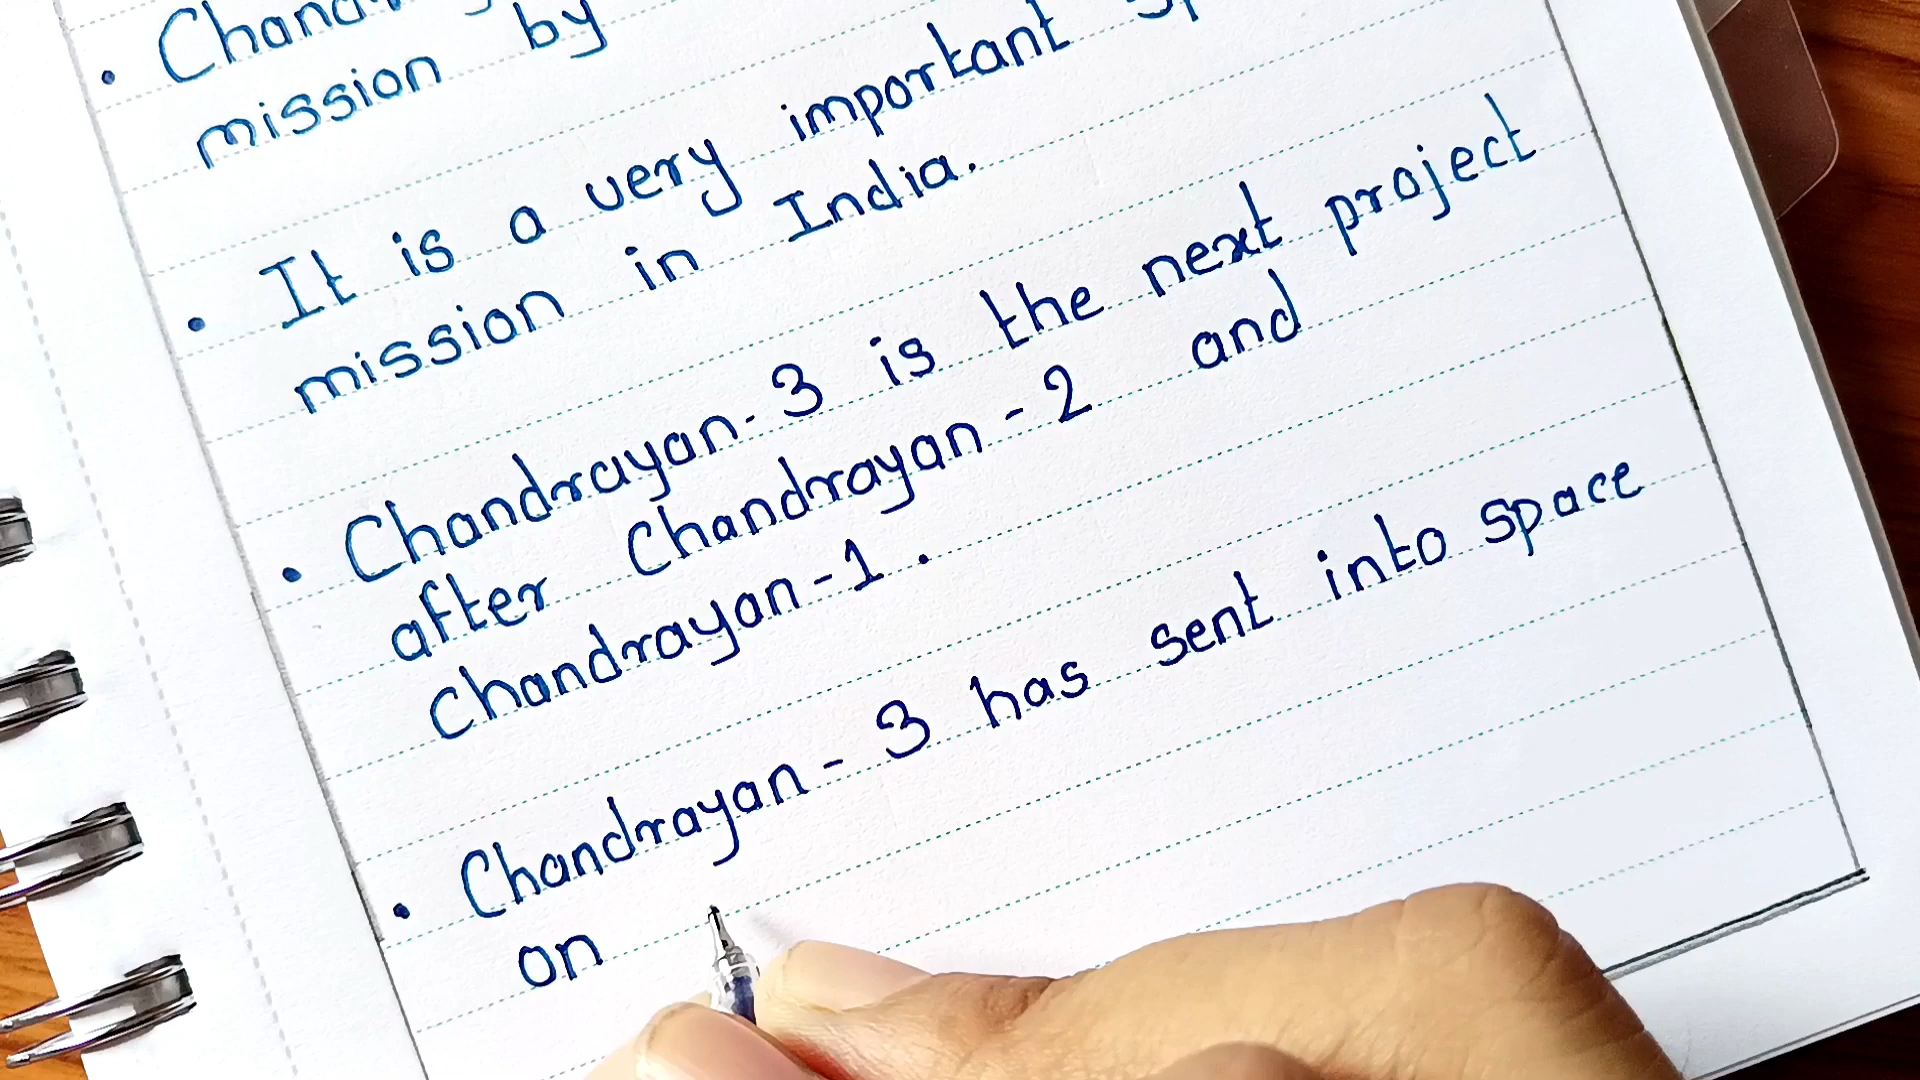 mission by
• It is a very important
mission in India.
• Chandrayan-3 is the next project
after Chandrayan-2 and
Chandrayan-1.
• Chandrayan-3 has sent into space
on